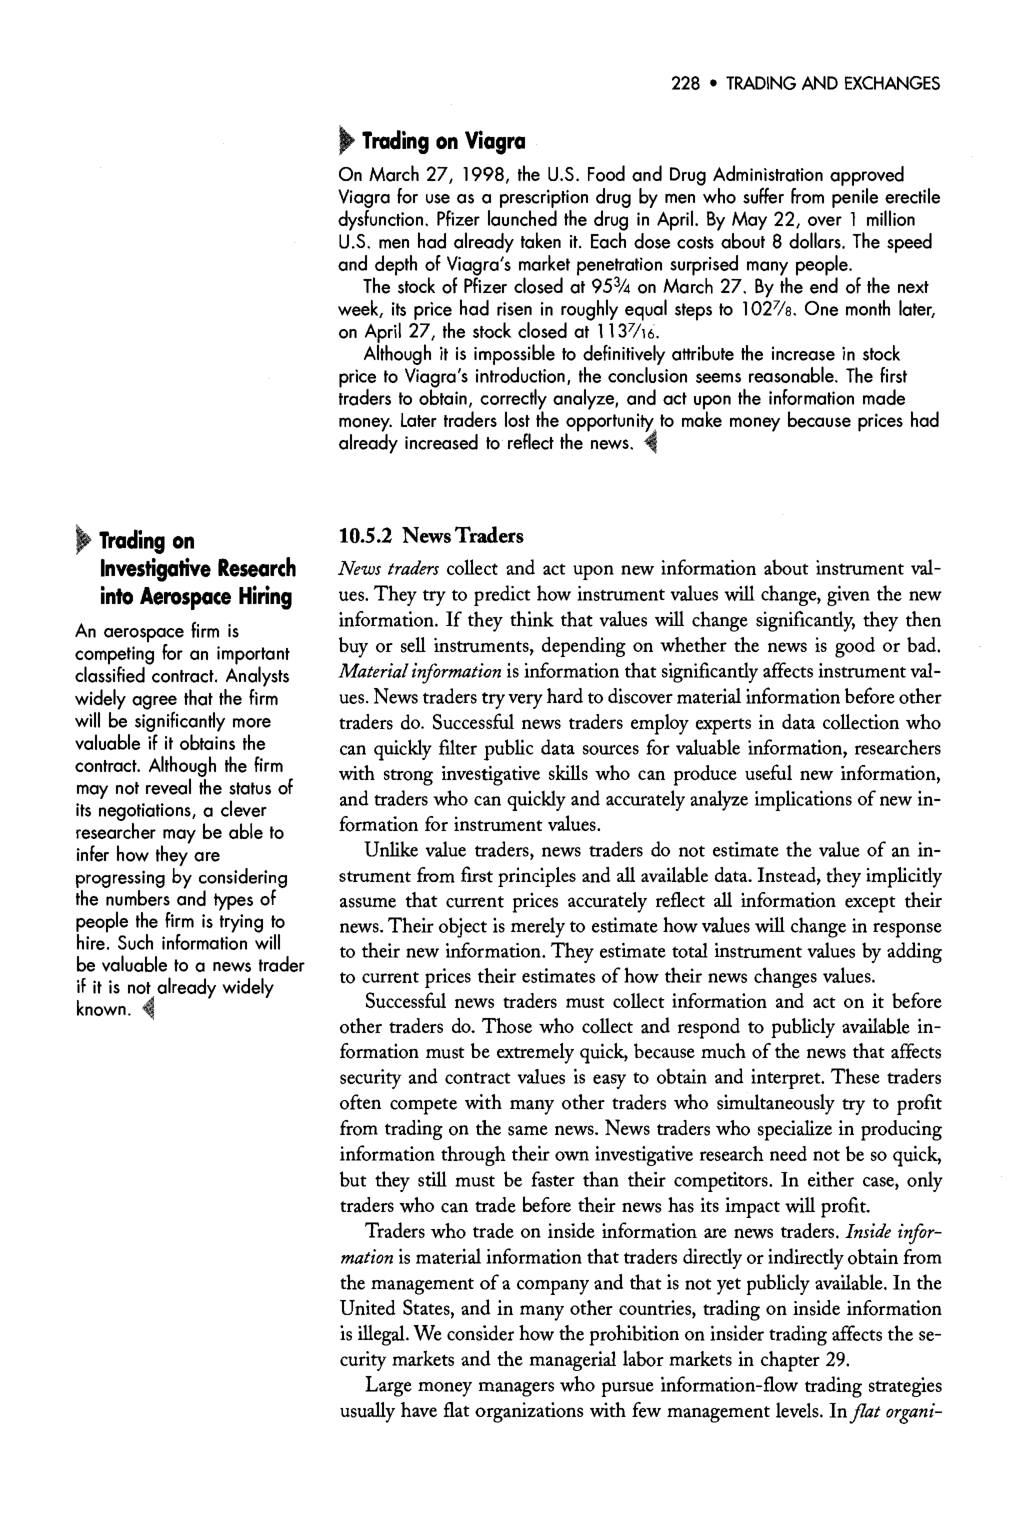 228 • TRADING AND EXCHANGES
Trading on Viagra
On March 27, 1998, the U.S. Food and Drug Administration approved
Viagra for use as a prescription drug by men who suffer from penile erectile
dysfunction. Pfizer launched the drug in April. By May 22, over 1 million
U.S. men had already taken it. Each dose costs about 8 dollars. The speed
and depth of Viagra's market penetration surprised many people.
The stock of Pfizer closed at 95¾ on March 27. By the end of the next
week, its price had risen in roughly equal steps to 102⅞. One month later,
on April 27, the stock closed at 113⁷⁄₁₆.
Although it is impossible to definitively attribute the increase in stock
price to Viagra's introduction, the conclusion seems reasonable. The first
traders to obtain, correctly analyze, and act upon the information made
money. Later traders lost the opportunity to make money because prices had
already increased to reflect the news.
Trading on
Investigative Research
into Aerospace Hiring
An aerospace firm is
competing for an important
classified contract. Analysts
widely agree that the firm
will be significantly more
valuable if it obtains the
contract. Although the firm
may not reveal the status of
its negotiations, a clever
researcher may be able to
infer how they are
progressing by considering
the numbers and types of
people the firm is trying to
hire. Such information will
be valuable to a news trader
if it is not already widely
known.
10.5.2 News Traders
News traders collect and act upon new information about instrument val-
ues. They try to predict how instrument values will change, given the new
information. If they think that values will change significantly, they then
buy or sell instruments, depending on whether the news is good or bad.
Material information is information that significantly affects instrument val-
ues. News traders try very hard to discover material information before other
traders do. Successful news traders employ experts in data collection who
can quickly filter public data sources for valuable information, researchers
with strong investigative skills who can produce useful new information,
and traders who can quickly and accurately analyze implications of new in-
formation for instrument values.
Unlike value traders, news traders do not estimate the value of an in-
strument from first principles and all available data. Instead, they implicitly
assume that current prices accurately reflect all information except their
news. Their object is merely to estimate how values will change in response
to their new information. They estimate total instrument values by adding
to current prices their estimates of how their news changes values.
Successful news traders must collect information and act on it before
other traders do. Those who collect and respond to publicly available in-
formation must be extremely quick, because much of the news that affects
security and contract values is easy to obtain and interpret. These traders
often compete with many other traders who simultaneously try to profit
from trading on the same news. News traders who specialize in producing
information through their own investigative research need not be so quick,
but they still must be faster than their competitors. In either case, only
traders who can trade before their news has its impact will profit.
Traders who trade on inside information are news traders. Inside infor-
mation is material information that traders directly or indirectly obtain from
the management of a company and that is not yet publicly available. In the
United States, and in many other countries, trading on inside information
is illegal. We consider how the prohibition on insider trading affects the se-
curity markets and the managerial labor markets in chapter 29.
Large money managers who pursue information-flow trading strategies
usually have flat organizations with few management levels. In flat organi-